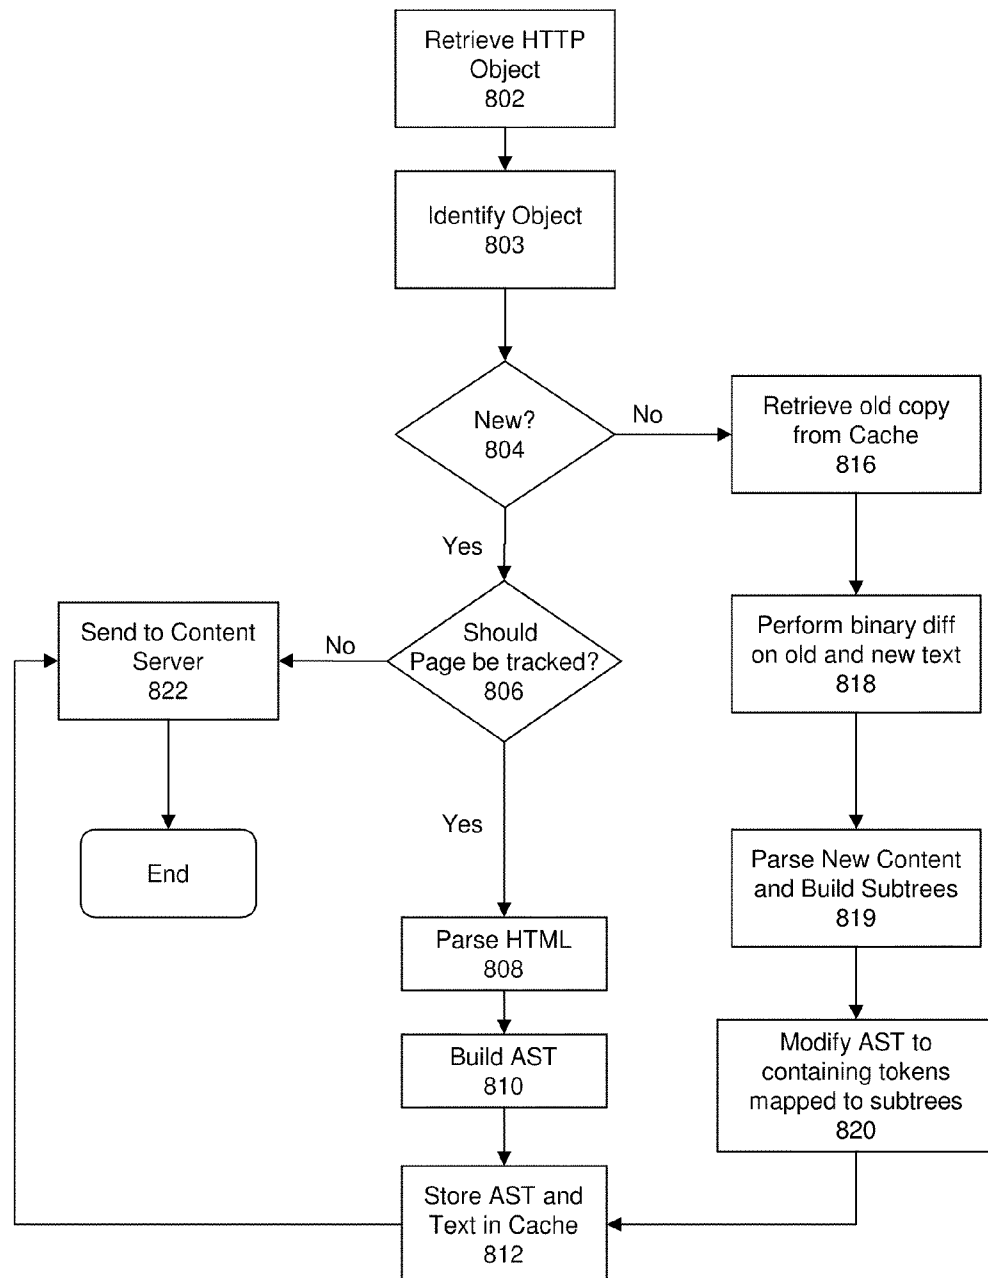 Retrieve HTTP
Object
802
Identify Object
803
New?
804
No
Retrieve old copy
from Cache
816
Yes
Send to Content
Server
822
No
Should
Page be tracked?
806
Perform binary diff
on old and new text
818
Yes
End
Parse New Content
and Build Subtrees
819
Parse HTML
808
Build AST
810
Modify AST to
containing tokens
mapped to subtrees
820
Store AST and
Text in Cache
812